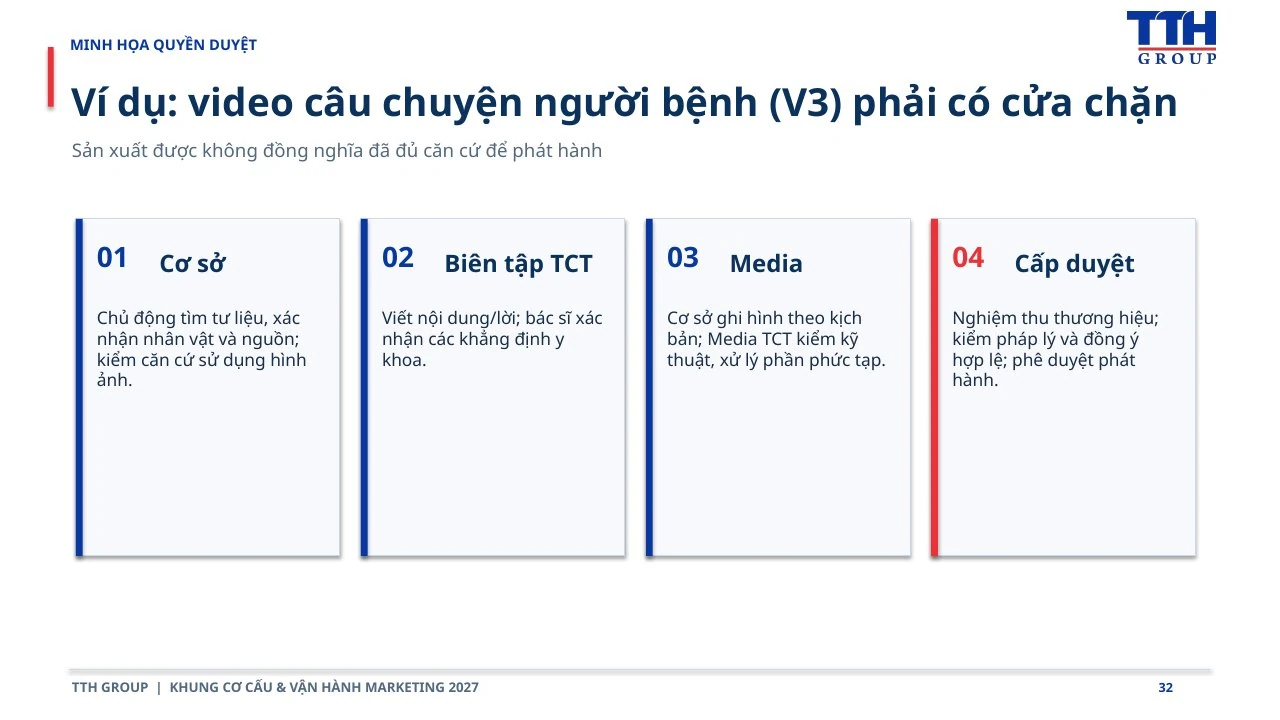 MINH HỌA QUYỀN DUYỆT
TTH
GROUP
Ví dụ: video câu chuyện người bệnh (V3) phải có cửa chặn
Sản xuất được không đồng nghĩa đã đủ căn cứ để phát hành
01 Cơ sở
Chủ động tìm tư liệu, xác
nhận nhân vật và nguồn;
kiểm căn cứ sử dụng hình
ảnh.
02 Biên tập TCT
Viết nội dung/lời; bác sĩ xác
nhận các khẳng định y
khoa.
03 Media
Cơ sở ghi hình theo kịch
bản; Media TCT kiểm kỹ
thuật, xử lý phần phức tạp.
04 Cấp duyệt
Nghiệm thu thương hiệu;
kiểm pháp lý và đồng ý
hợp lệ; phê duyệt phát
hành.
TTH GROUP | KHUNG CƠ CẤU & VẬN HÀNH MARKETING 2027
32